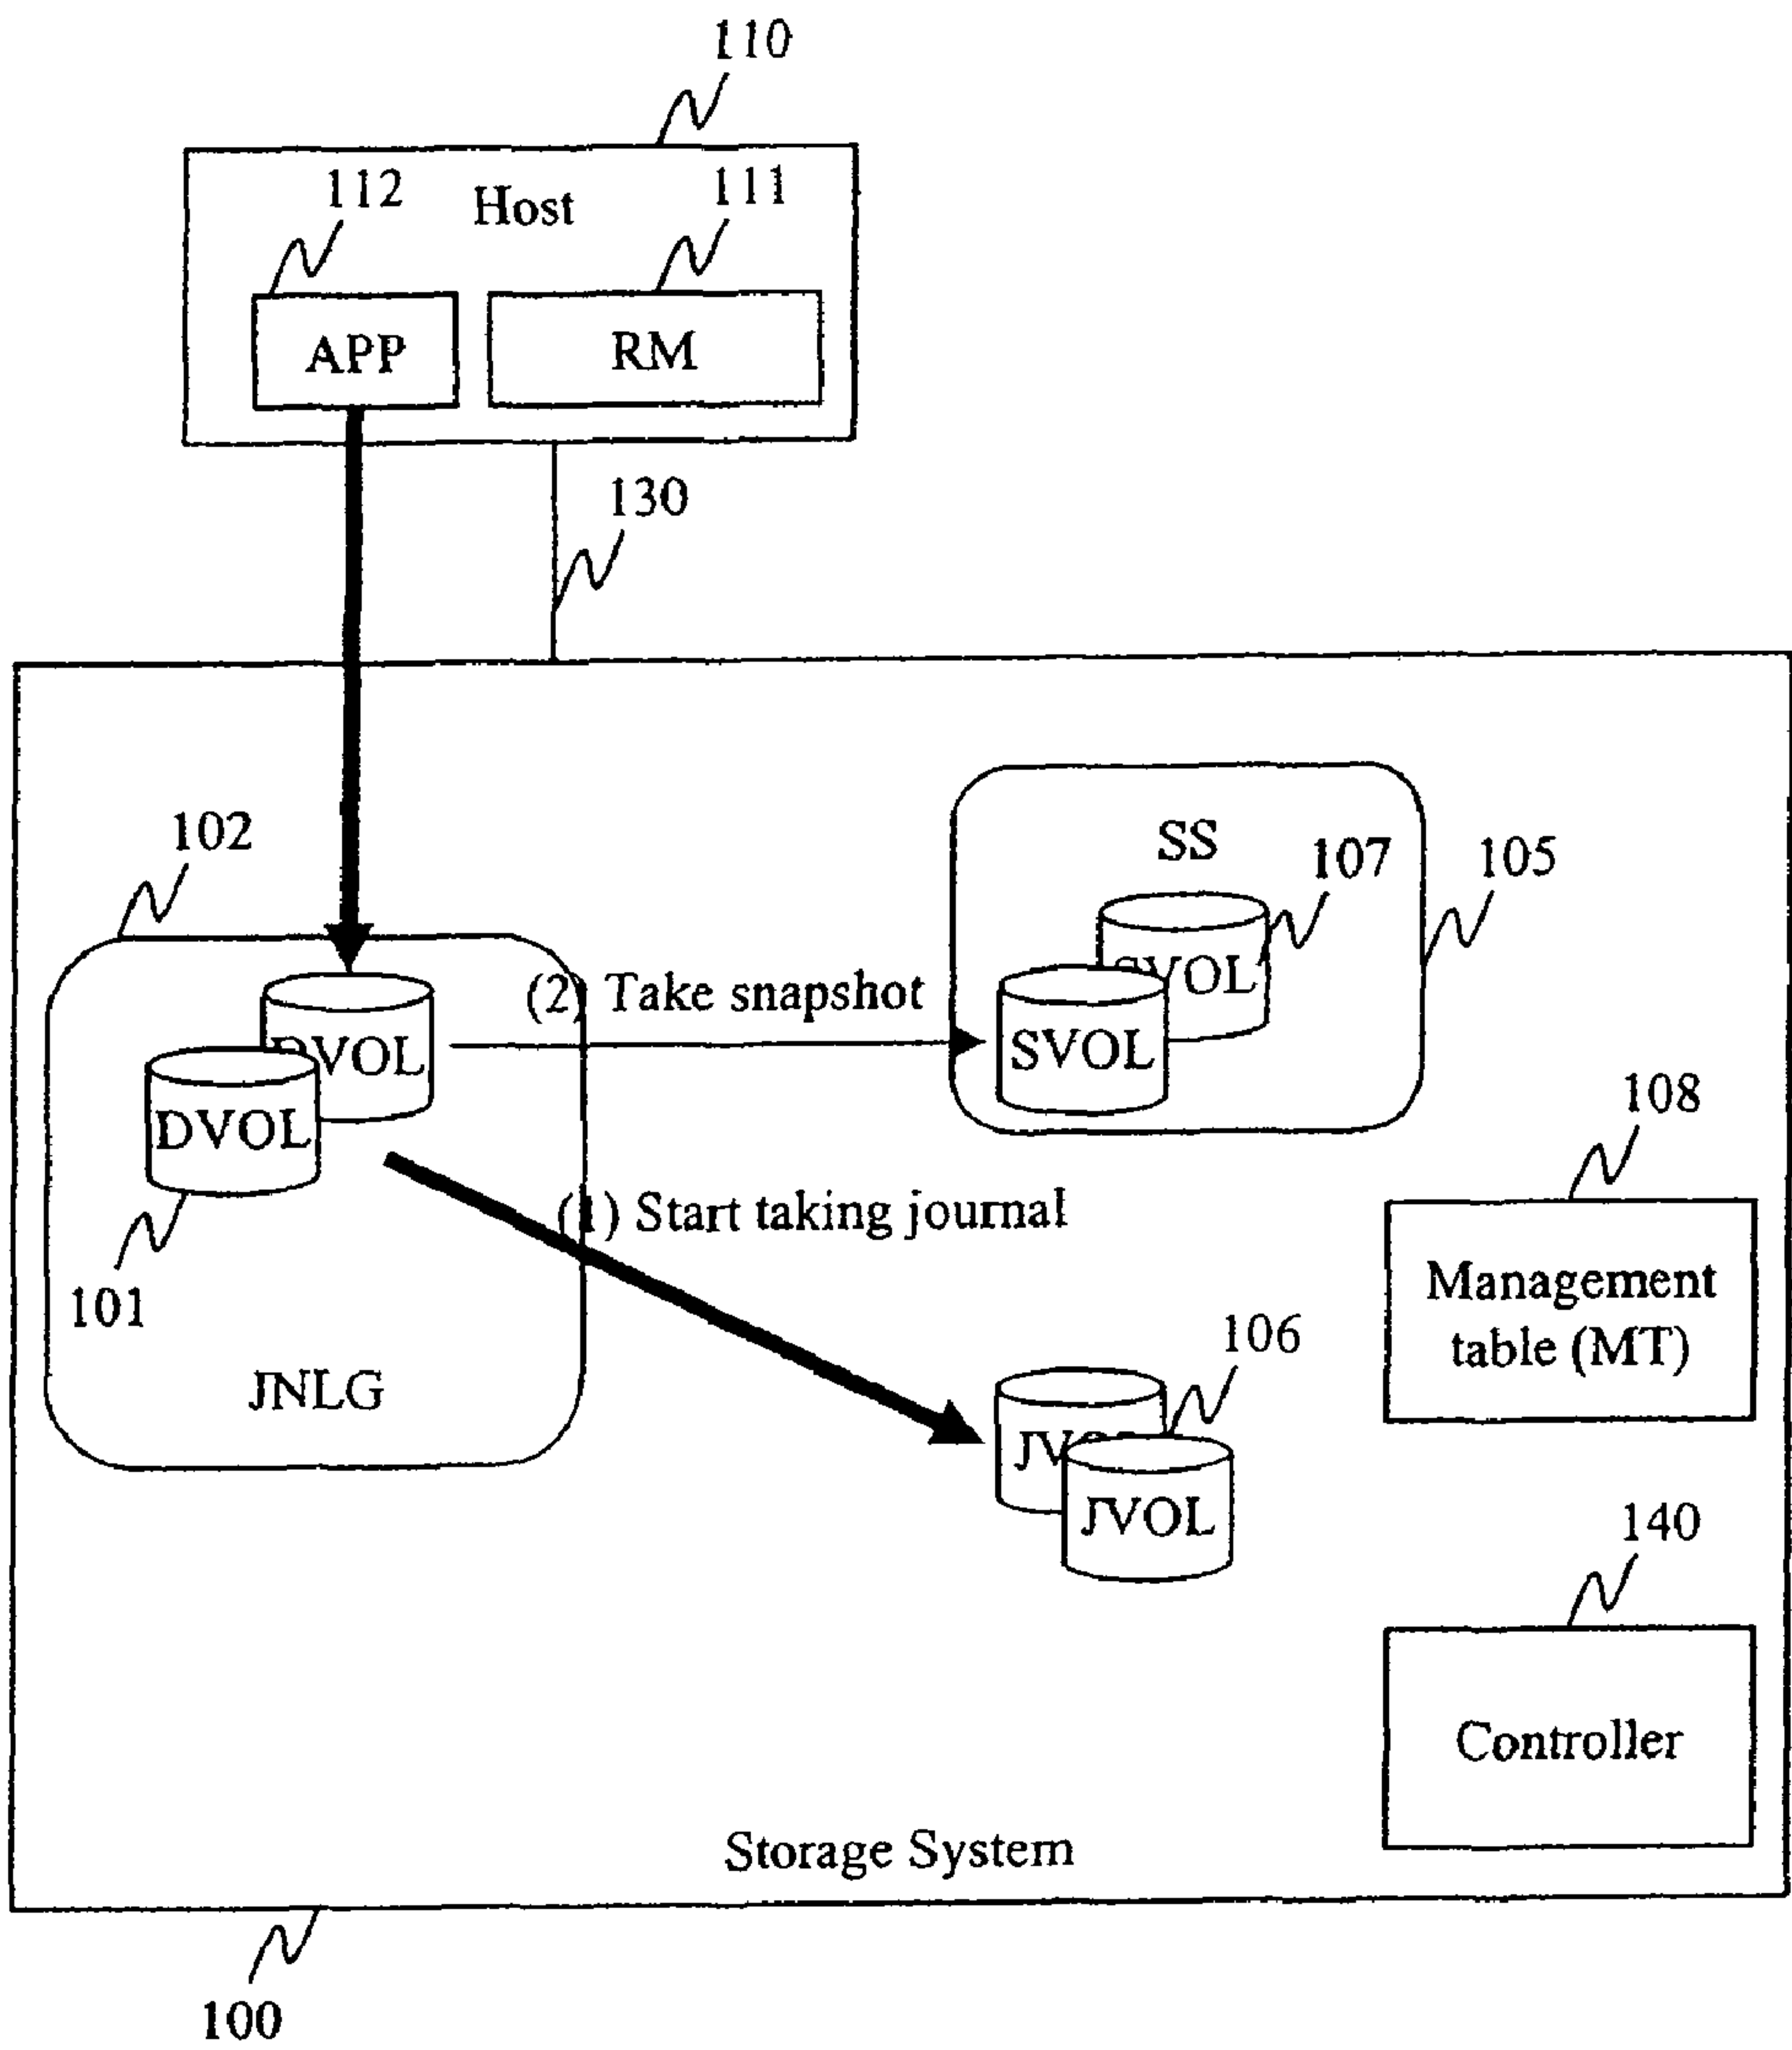 110
112
Host
111
APP
RM
130
102
SS
107
105
SVOL
(2) Take snapshot
DVOL
SVOL
DVOL
108
(1) Start taking journal
101
Management
table (MT)
106
JNLG
JVOL
JVOL
140
Controller
Storage System
100